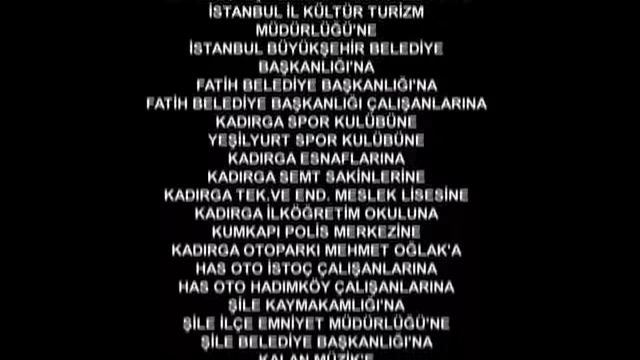 İSTANBUL İL KÜLTÜR TURİZM
MÜDÜRLÜĞÜ'NE
İSTANBUL BÜYÜKŞEHİR BELEDİYE
BAŞKANLIĞI'NA
FATİH BELEDİYE BAŞKANLIĞI'NA
FATİH BELEDİYE BAŞKANLIĞI ÇALIŞANLARINA
KADIRGA SPOR KULÜBÜNE
YEŞİLYURT SPOR KULÜBÜNE
KADIRGA ESNAFLARINA
KADIRGA SEMT SAKİNLERİNE
KADIRGA TEK.VE END. MESLEK LİSESİNE
KADIRGA İLKÖĞRETİM OKULUNA
KUMKAPI POLİS MERKEZİNE
KADIRGA OTOPARKI MEHMET OĞLAK'A
HAS OTO İSTOÇ ÇALIŞANLARINA
HAS OTO HADIMKÖY ÇALIŞANLARINA
ŞİLE KAYMAKAMLIĞI'NA
ŞİLE İLÇE EMNİYET MÜDÜRLÜĞÜ'NE
ŞİLE BELEDİYE BAŞKANLIĞI'NA
KALAN MÜZİK'E